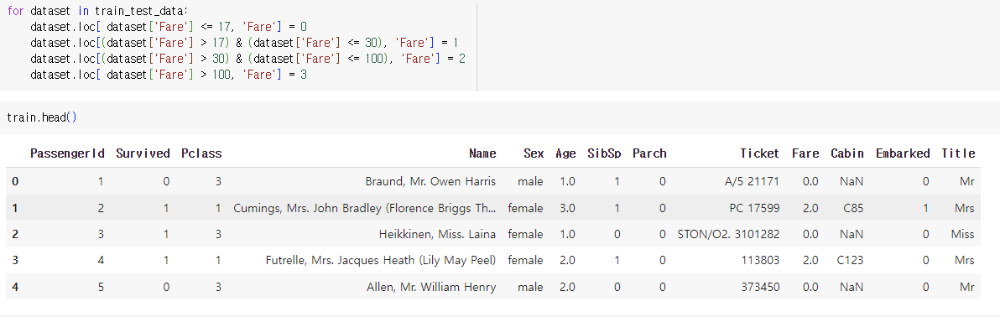 for dataset in train_test_data:
    dataset.loc[ dataset['Fare'] <= 17, 'Fare'] = 0
    dataset.loc[(dataset['Fare'] > 17) & (dataset['Fare'] <= 30), 'Fare'] = 1
    dataset.loc[(dataset['Fare'] > 30) & (dataset['Fare'] <= 100), 'Fare'] = 2
    dataset.loc[ dataset['Fare'] > 100, 'Fare'] = 3
train.head()
PassengerId Survived Pclass Name Sex Age SibSp Parch Ticket Fare Cabin Embarked Title
0 1 0 3 Braund, Mr. Owen Harris male 1.0 1 0 A/5 21171 0.0 NaN 0 Mr
1 2 1 1 Cumings, Mrs. John Bradley (Florence Briggs Th... female 3.0 1 0 PC 17599 2.0 C85 1 Mrs
2 3 1 3 Heikkinen, Miss. Laina female 1.0 0 0 STON/O2. 3101282 0.0 NaN 0 Miss
3 4 1 1 Futrelle, Mrs. Jacques Heath (Lily May Peel) female 2.0 1 0 113803 2.0 C123 0 Mrs
4 5 0 3 Allen, Mr. William Henry male 2.0 0 0 373450 0.0 NaN 0 Mr